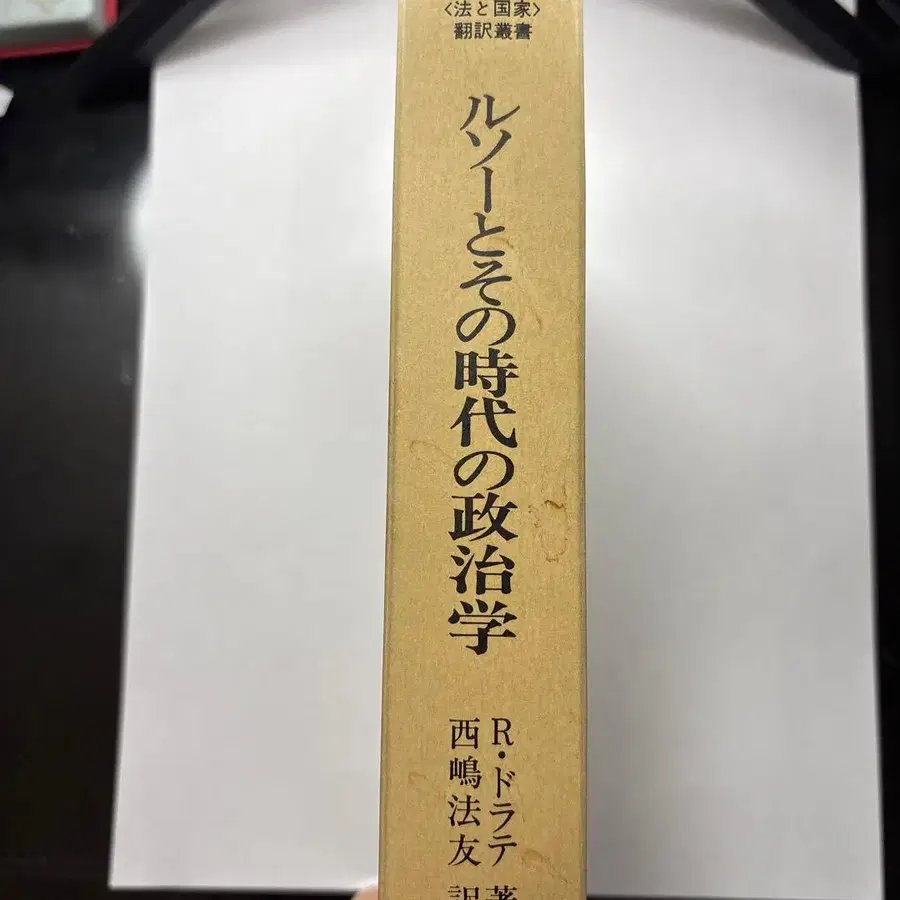 〈法と国家〉
翻訳叢書
ルソーとその時代の政治学
R・ドラテ 著
西嶋法友 訳